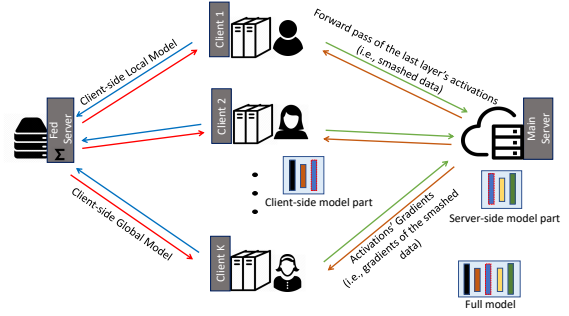 Client 1
Forward pass of the last layer's activations
(i.e., smashed data)
Client-side Local Model
Client 2
Fed
Server
Σ
Main
Server
Client-side model part
Server-side model part
Client-side Global Model
Activations' Gradients
(i.e., gradients of the smashed
data)
Client K
Full model